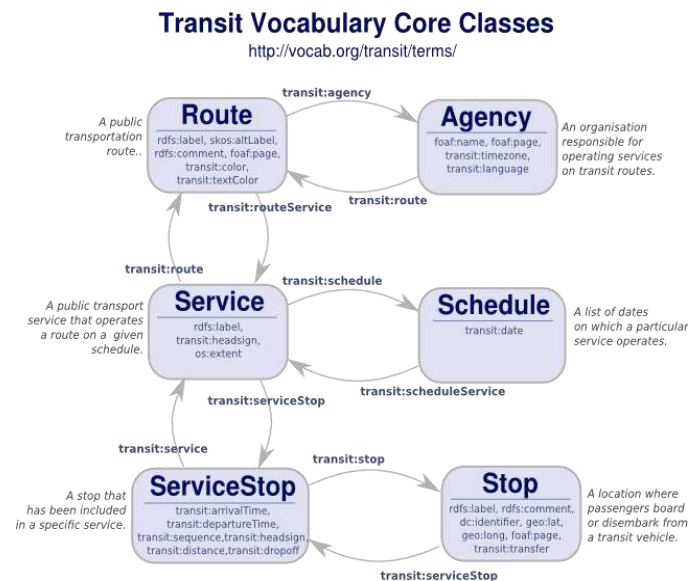 Transit Vocabulary Core Classes
http://vocab.org/transit/terms/
transit:agency
A public
transportation
route..
Route
rdfs:label, skos:altLabel,
rdfs:comment, foaf:page,
transit:color,
transit:textColor
Agency
foaf:name, foaf:page,
transit:timezone,
transit:language
An organisation
responsible for
operating services
on transit routes.
transit:routeService
transit:route
transit:route
transit:schedule
A public transport
service that operates
a route on a given
schedule.
Service
rdfs:label,
transit:headsign,
os:extent
Schedule
transit:date
A list of dates
on which a particular
service operates.
transit:serviceStop
transit:scheduleService
transit:service
transit:stop
A stop that
has been included
in a specific service.
ServiceStop
transit:arrivalTime,
transit:departureTime,
transit:sequence,transit:headsign,
transit:distance,transit:dropoff
Stop
rdfs:label, rdfs:comment,
dc:identifier, geo:lat,
geo:long, foaf:page,
transit:transfer
A location where
passengers board
or disembark from
a transit vehicle.
transit:serviceStop